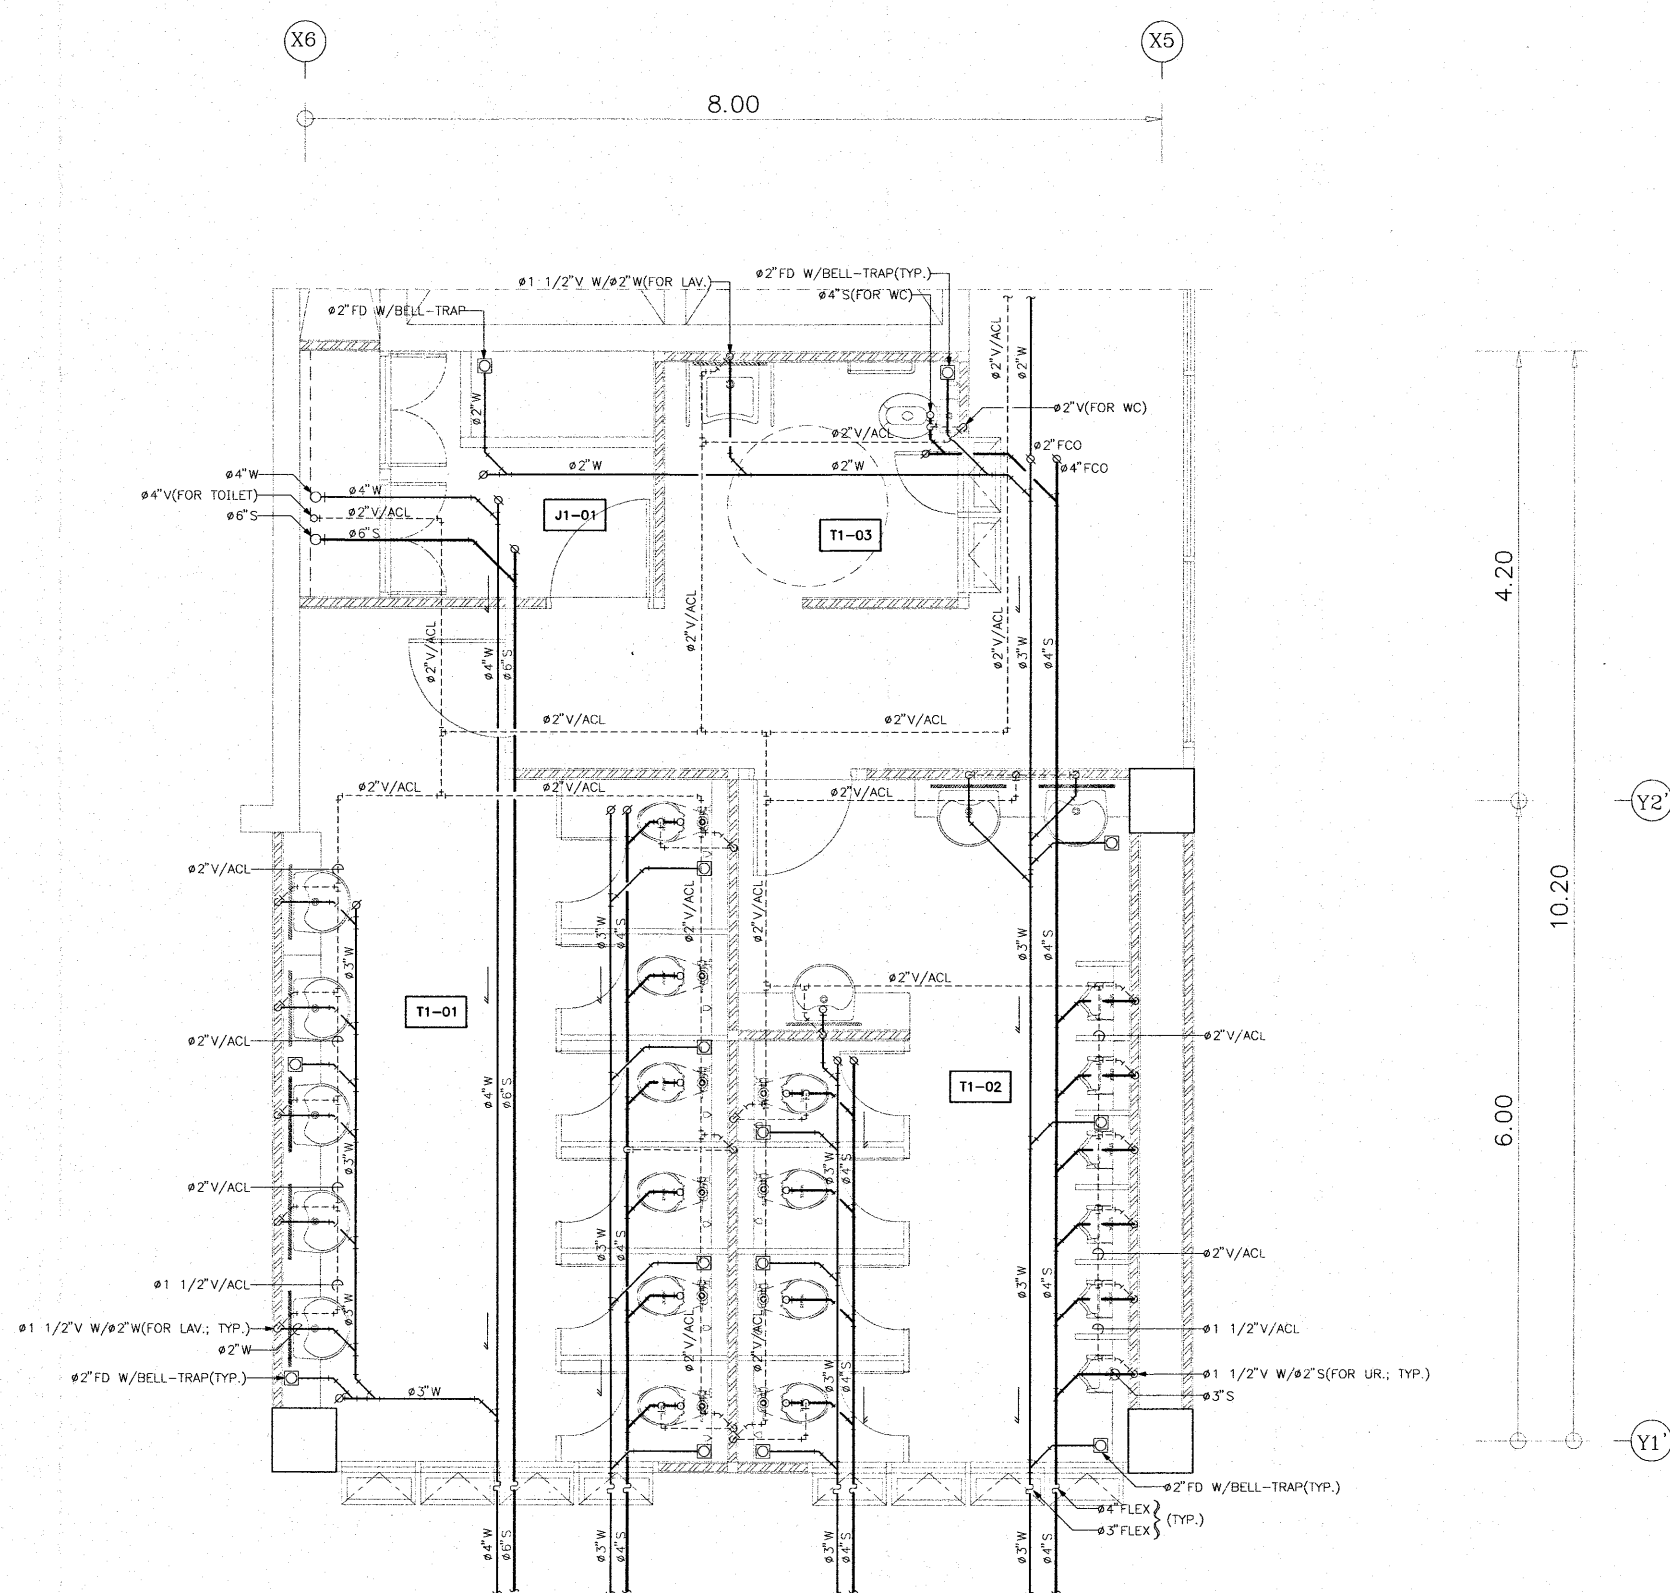 X6
X5
8.00
ø2"FD W/BELL-TRAP(TYP.)
ø1 1/2"V W/ø2"W(FOR LAV.)
ø4"S(FOR WC)
ø2"FD W/BELL-TRAP
ø2"V/ACL
ø2"W
ø2"W
ø2"V(FOR WC)
ø2"V/ACL
ø2"FCO
ø4"FCO
ø2"W
ø2"W
ø4"W
ø4"W
ø4"V(FOR TOILET)
ø2"V/ACL
ø6"S
ø6"S
J1-01
T1-03
4.20
ø2"V/ACL
ø4"W
ø6"S
ø2"V/ACL
ø2"V/ACL
ø3"W
ø4"S
ø2"V/ACL
ø2"V/ACL
ø2"V/ACL
ø2"V/ACL
ø2"V/ACL
Y2'
ø2"V/ACL
10.20
ø3"W
ø3"W
ø4"S
ø2"V/ACL
ø2"V/ACL
ø3"W
ø4"S
ø2"V/ACL
T1-01
ø2"V/ACL
ø2"V/ACL
ø4"W
ø6"S
T1-02
6.00
ø3"W
ø3"W
ø4"S
ø2"V/ACL
ø3"W
ø4"S
ø2"V/ACL
ø1 1/2"V/ACL
ø3"W
ø3"W
ø4"S
ø1 1/2"V W/ø2"W(FOR LAV.; TYP.)
ø1 1/2"V/ACL
ø2"W
ø2"V/ACL
ø2"V/ACL
ø3"W
ø4"S
ø2"FD W/BELL-TRAP(TYP.)
ø1 1/2"V W/ø2"S(FOR UR.; TYP.)
ø3"W
ø3"S
Y1'
ø2"FD W/BELL-TRAP(TYP.)
ø4"FLEX
(TYP.)
ø3"FLEX
ø4"W
ø6"S
ø3"W
ø4"S
ø3"W
ø4"S
ø3"W
ø4"S